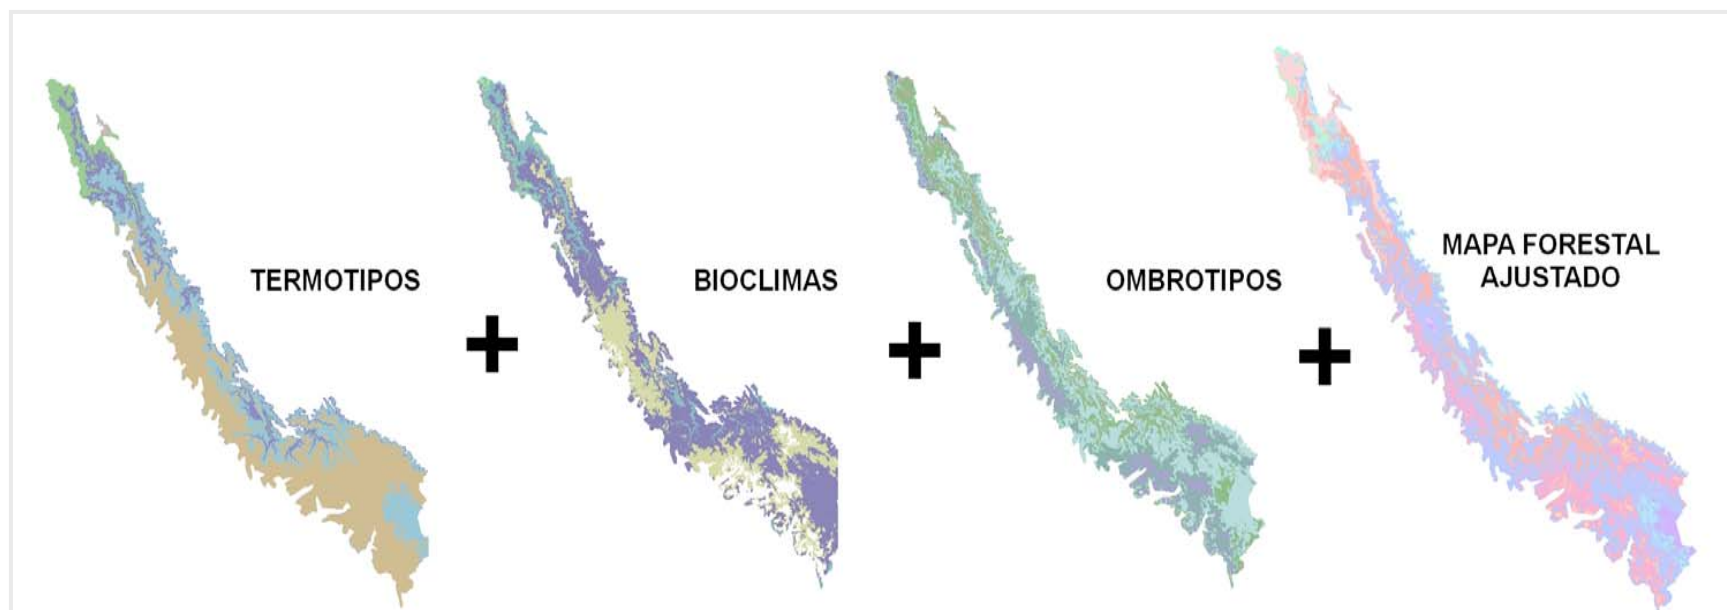 TERMOTIPOS
+
BIOCLIMAS
+
OMBROTIPOS
+
MAPA FORESTAL
AJUSTADO